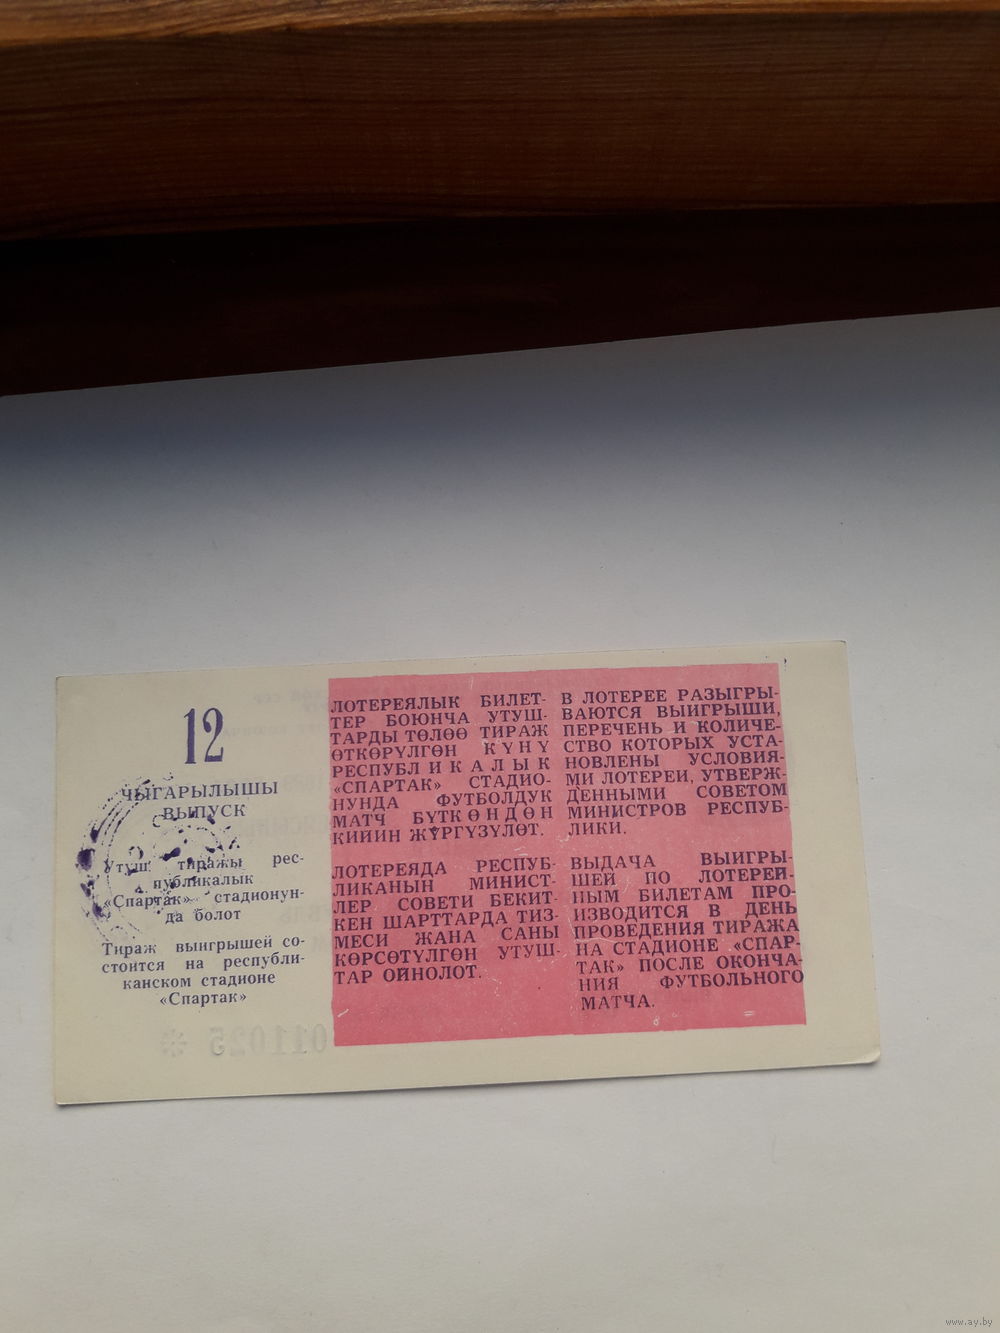 12
ЧЫГАРЫЛЫШЫ
ВЫПУСК
Утуш тиражы рес-
публикалык
«Спартак» стадионун-
да болот
Тираж выигрышей со-
стоится на республи-
канском стадионе
«Спартак»
011025
ЛОТЕРЕЯЛЫК БИЛЕТ-
ТЕР БОЮНЧА УТУШ-
ТАРДЫ ТӨЛӨӨ ТИРАЖ
ӨТКӨРҮЛГӨН КҮНҮ
РЕСПУБЛИКАЛЫК
«СПАРТАК» СТАДИО-
НУНДА ФУТБОЛДУК
МАТЧ БҮТКӨНДӨН
КИЙИН ЖҮРГҮЗҮЛӨТ.
ЛОТЕРЕЯДА РЕСПУБ-
ЛИКАНЫН МИНИСТ-
ЛЕР СОВЕТИ БЕКИТ-
КЕН ШАРТТАРДА ТИЗ-
МЕСИ ЖАНА САНЫ
КӨРСӨТҮЛГӨН УТУШ-
ТАР ОЙНОЛОТ.
В ЛОТЕРЕЕ РАЗЫГРЫ-
ВАЮТСЯ ВЫИГРЫШИ,
ПЕРЕЧЕНЬ И КОЛИЧЕ-
СТВО КОТОРЫХ УСТА-
НОВЛЕНЫ УСЛОВИЯ-
МИ ЛОТЕРЕИ, УТВЕРЖ-
ДЕННЫМИ СОВЕТОМ
МИНИСТРОВ РЕСПУБ-
ЛИКИ.
ВЫДАЧА ВЫИГРЫ-
ШЕЙ ПО ЛОТЕРЕЙ-
НЫМ БИЛЕТАМ ПРО-
ИЗВОДИТСЯ В ДЕНЬ
ПРОВЕДЕНИЯ ТИРАЖА
НА СТАДИОНЕ «СПАР-
ТАК» ПОСЛЕ ОКОНЧА-
НИЯ ФУТБОЛЬНОГО
МАТЧА.
www.ay.by